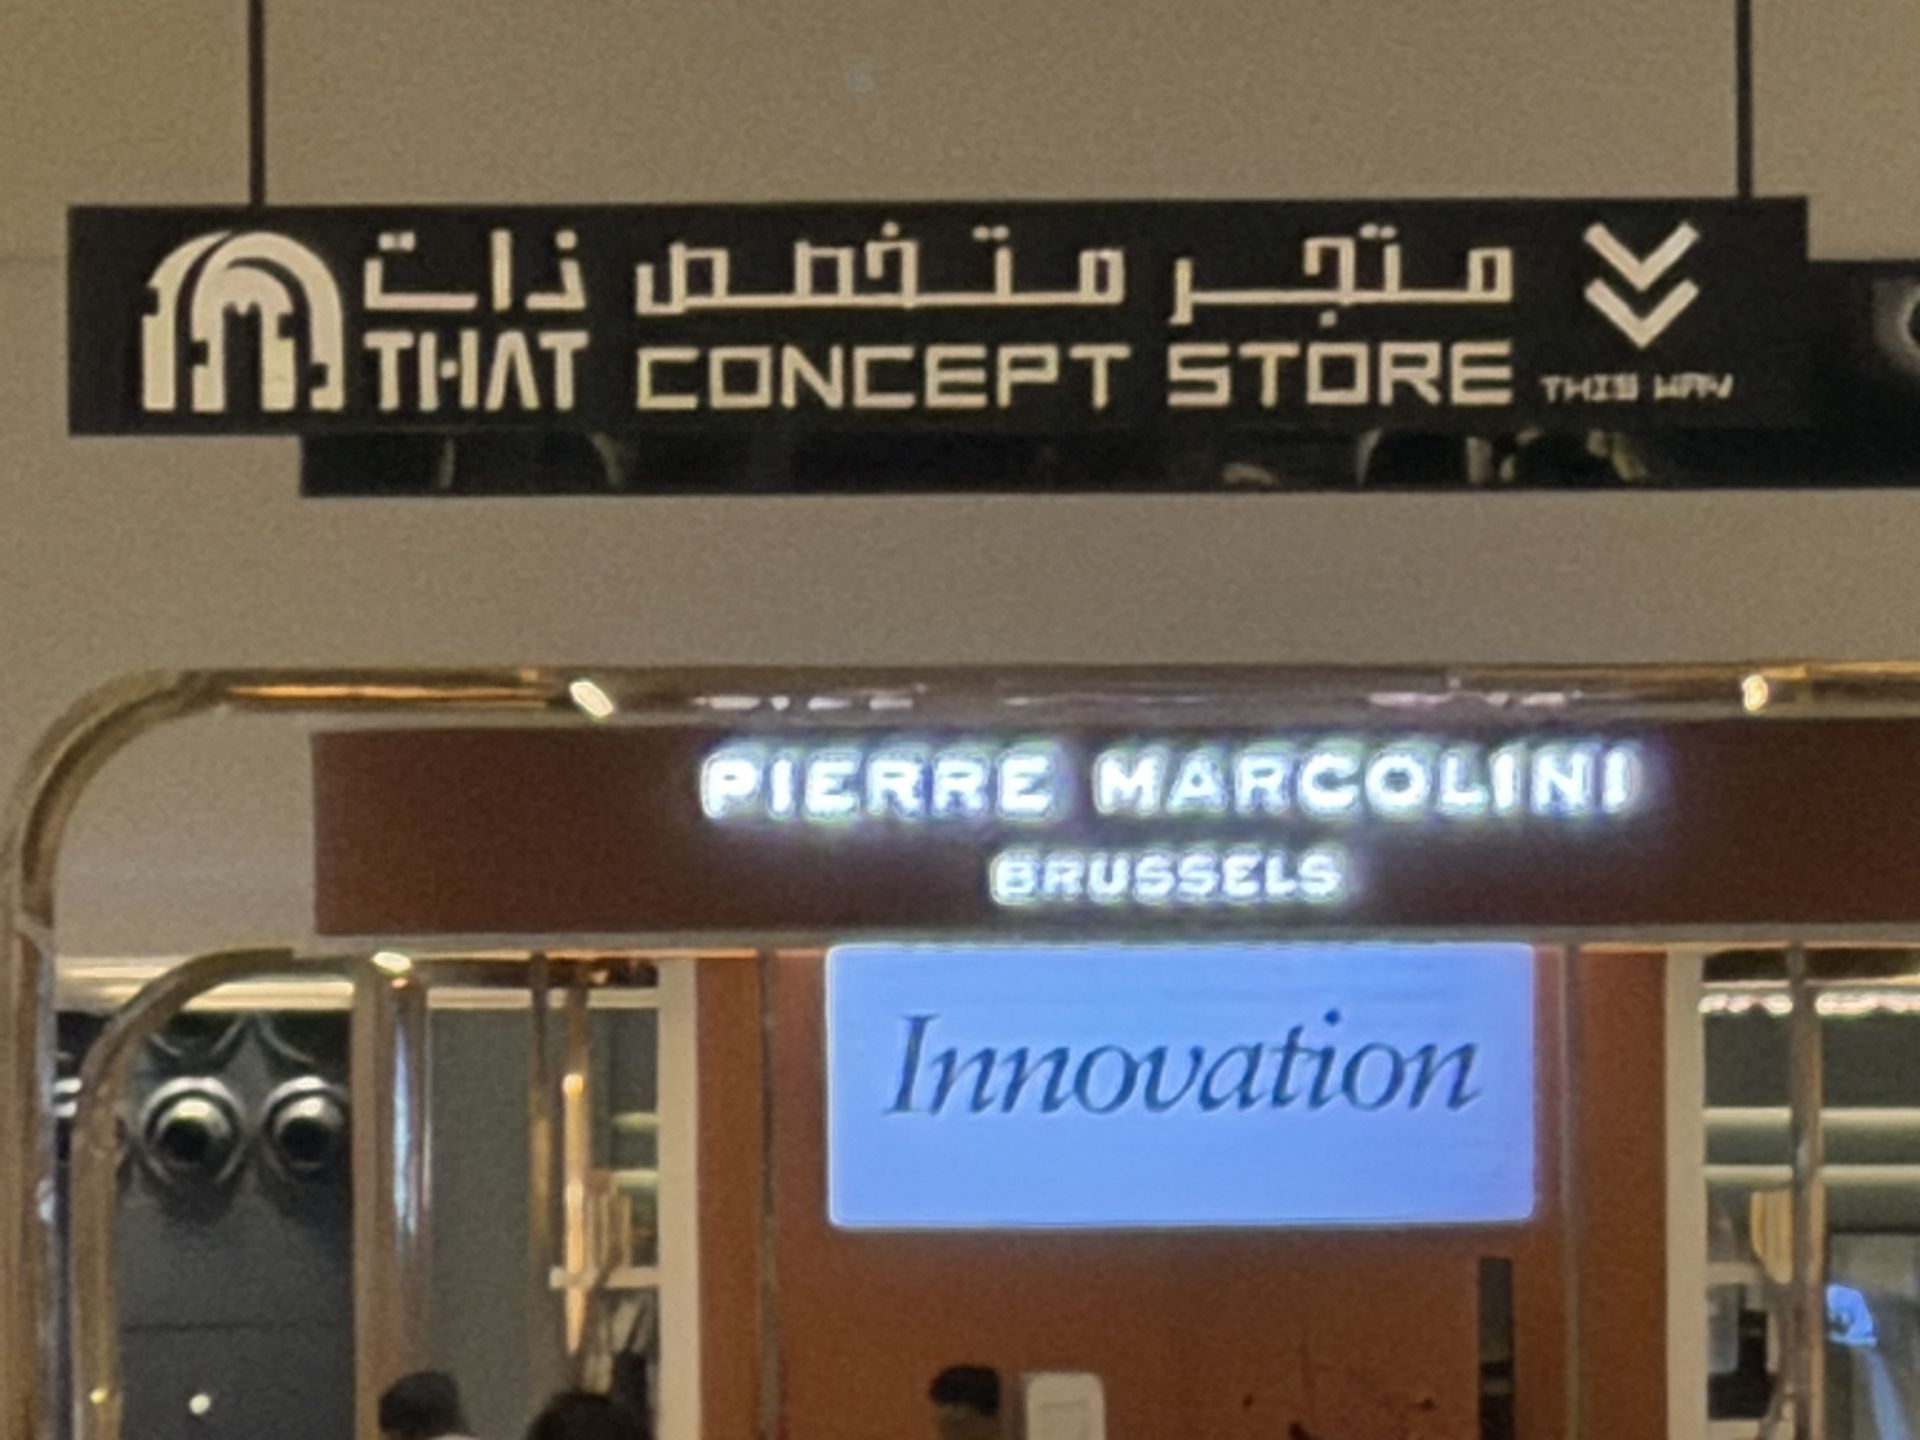 ذات متجر متخصص
THAT CONCEPT STORE
THIS WAY
PIERRE MARCOLINI
BRUSSELS
Innovation